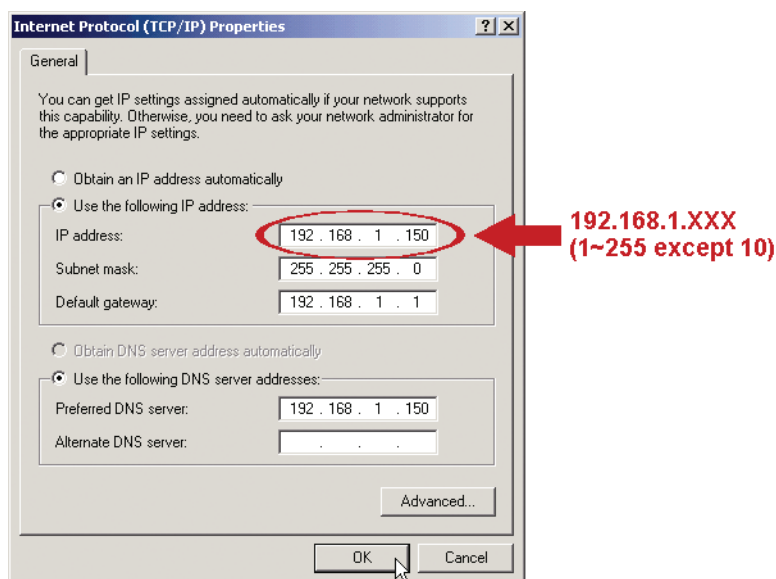 Internet Protocol (TCP/IP) Properties
General
You can get IP settings assigned automatically if your network supports
this capability. Otherwise, you need to ask your network administrator for
the appropriate IP settings.
Obtain an IP address automatically
Use the following IP address:
IP address: 192 . 168 . 1 . 150
Subnet mask: 255 . 255 . 255 . 0
Default gateway: 192 . 168 . 1 . 1
192.168.1.XXX
(1~255 except 10)
Obtain DNS server address automatically
Use the following DNS server addresses:
Preferred DNS server: 192 . 168 . 1 . 150
Alternate DNS server: . . .
Advanced...
OK Cancel